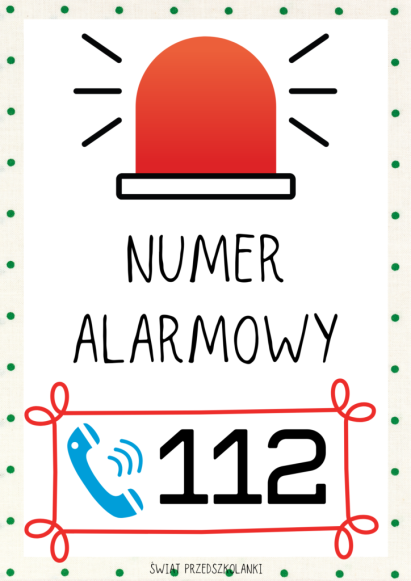 NUMER
ALARMOWY
112
ŚWIAT PRZEDSZKOLANKI